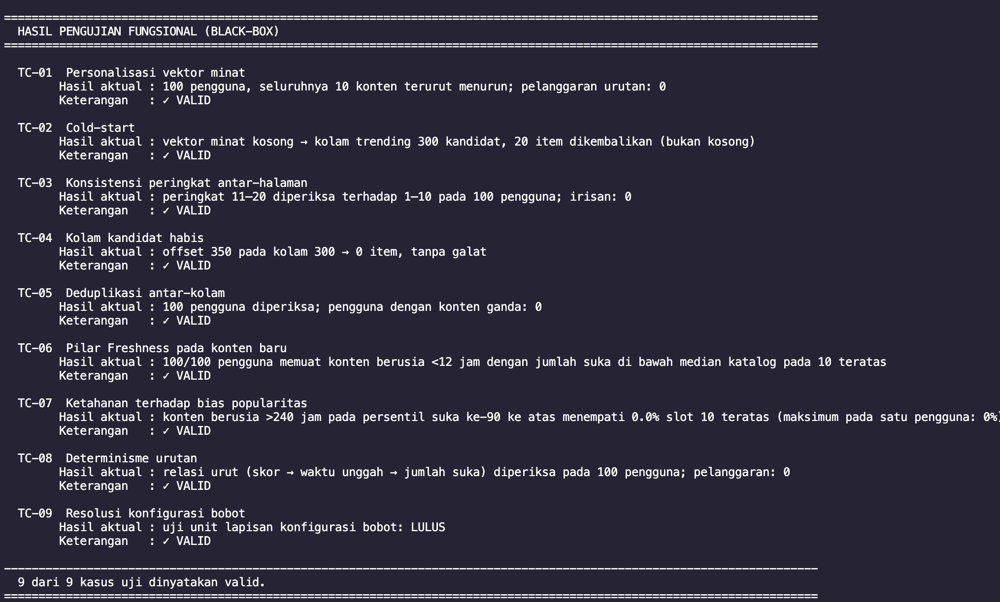 ==================================================
HASIL PENGUJIAN FUNGSIONAL (BLACK-BOX)
==================================================
TC-01  Personalisasi vektor minat
Hasil aktual : 100 pengguna, seluruhnya 10 konten terurut menurun; pelanggaran urutan: 0
Keterangan   : ✓ VALID
TC-02  Cold-start
Hasil aktual : vektor minat kosong → kolam trending 300 kandidat, 20 item dikembalikan (bukan kosong)
Keterangan   : ✓ VALID
TC-03  Konsistensi peringkat antar-halaman
Hasil aktual : peringkat 11–20 diperiksa terhadap 1–10 pada 100 pengguna; irisan: 0
Keterangan   : ✓ VALID
TC-04  Kolam kandidat habis
Hasil aktual : offset 350 pada kolam 300 → 0 item, tanpa galat
Keterangan   : ✓ VALID
TC-05  Deduplikasi antar-kolam
Hasil aktual : 100 pengguna diperiksa; pengguna dengan konten ganda: 0
Keterangan   : ✓ VALID
TC-06  Pilar Freshness pada konten baru
Hasil aktual : 100/100 pengguna memuat konten berusia <12 jam dengan jumlah suka di bawah median katalog pada 10 teratas
Keterangan   : ✓ VALID
TC-07  Ketahanan terhadap bias popularitas
Hasil aktual : konten berusia >240 jam pada persentil suka ke-90 ke atas menempati 0.0% slot 10 teratas (maksimum pada satu pengguna: 0%)
Keterangan   : ✓ VALID
TC-08  Determinisme urutan
Hasil aktual : relasi urut (skor → waktu unggah → jumlah suka) diperiksa pada 100 pengguna; pelanggaran: 0
Keterangan   : ✓ VALID
TC-09  Resolusi konfigurasi bobot
Hasil aktual : uji unit lapisan konfigurasi bobot: LULUS
Keterangan   : ✓ VALID
--------------------------------------------------
9 dari 9 kasus uji dinyatakan valid.
==================================================